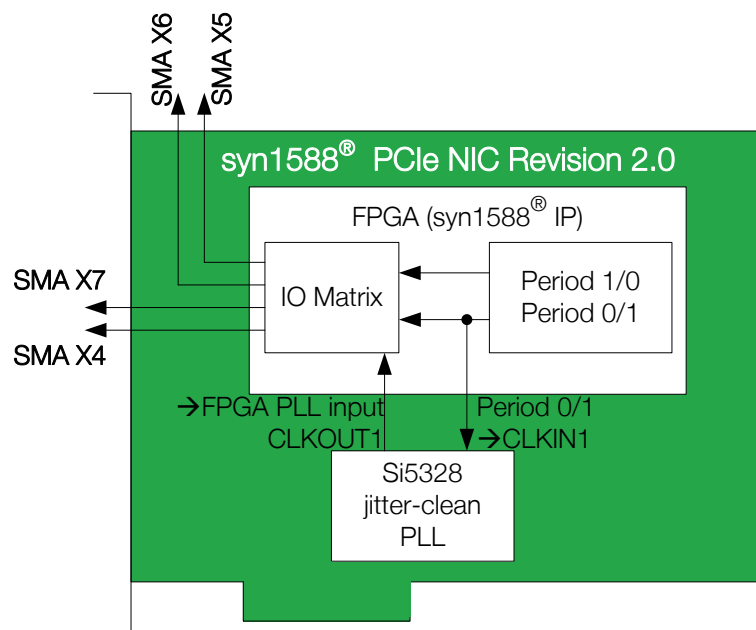 SMA X6
SMA X5
syn1588® PCIe NIC Revision 2.0
FPGA (syn1588® IP)
SMA X7
SMA X4
IO Matrix
Period 1/0
Period 0/1
→FPGA PLL input
CLKOUT1
Period 0/1
→CLKIN1
Si5328
jitter-clean
PLL